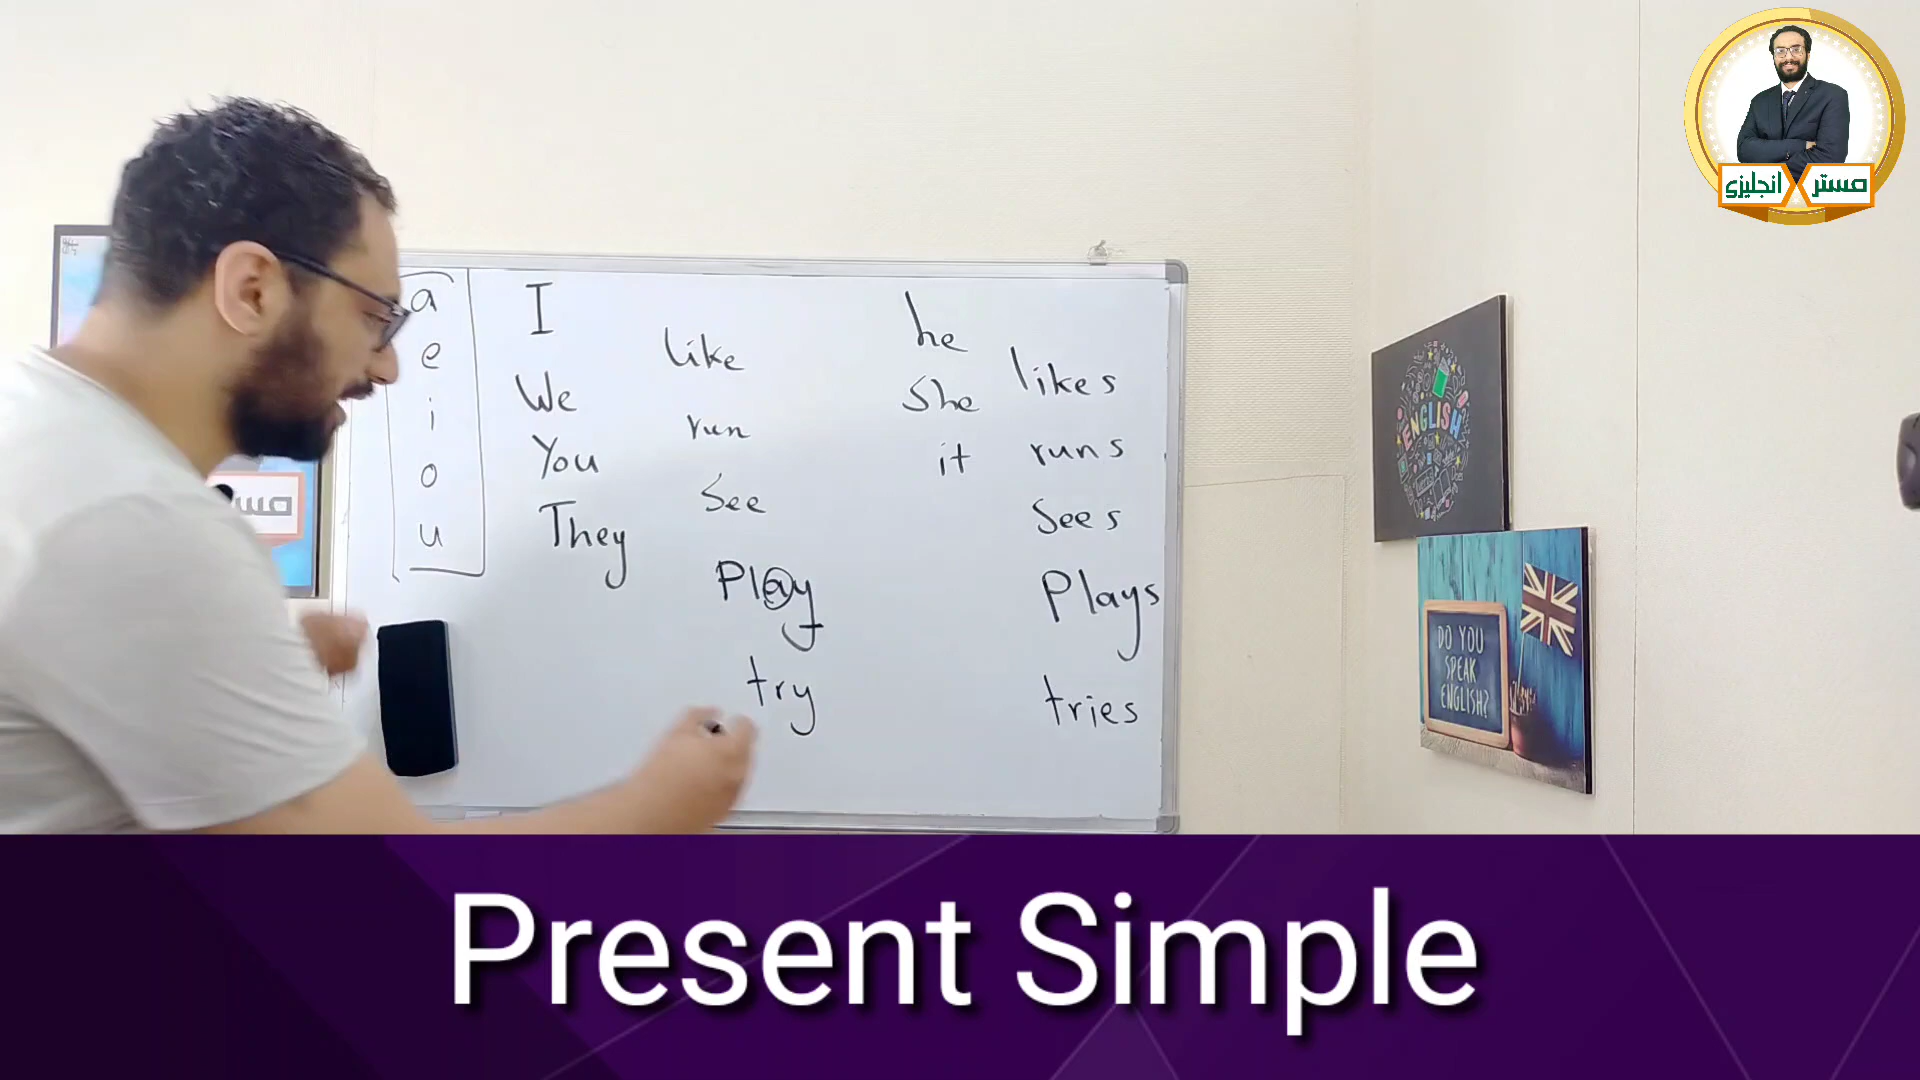 مستر X انجليزي
a
e
i
o
u
I
We
You
They
like
run
see
Play
try
he
She
it
likes
runs
sees
Plays
tries
مستر
ENGLISH
DO YOU
SPEAK
ENGLISH?
Present Simple